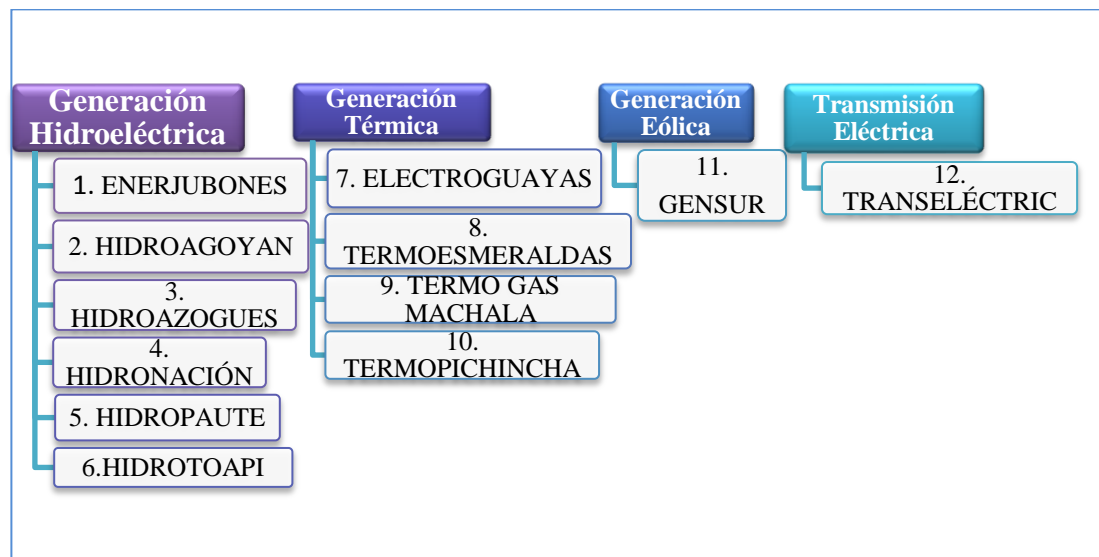 Generación
Hidroeléctrica
1. ENERJUBONES
2. HIDROAGOYAN
3.
HIDROAZOGUES
4.
HIDRONACIÓN
5. HIDROPAUTE
6.HIDROTOAPI
Generación
Térmica
7. ELECTROGUAYAS
8.
TERMOESMERALDAS
9. TERMO GAS
MACHALA
10.
TERMOPICHINCHA
Generación
Eólica
11.
GENSUR
Transmisión
Eléctrica
12.
TRANSELÉCTRIC